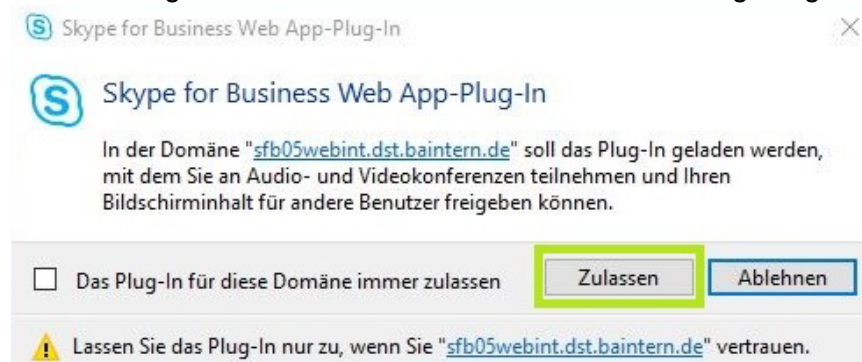 Skype for Business Web App-Plug-In
Skype for Business Web App-Plug-In
In der Domäne "sfb05webint.dst.baintern.de" soll das Plug-In geladen werden,
mit dem Sie an Audio- und Videokonferenzen teilnehmen und Ihren
Bildschirminhalt für andere Benutzer freigeben können.
Das Plug-In für diese Domäne immer zulassen Zulassen Ablehnen
Lassen Sie das Plug-In nur zu, wenn Sie "sfb05webint.dst.baintern.de" vertrauen.